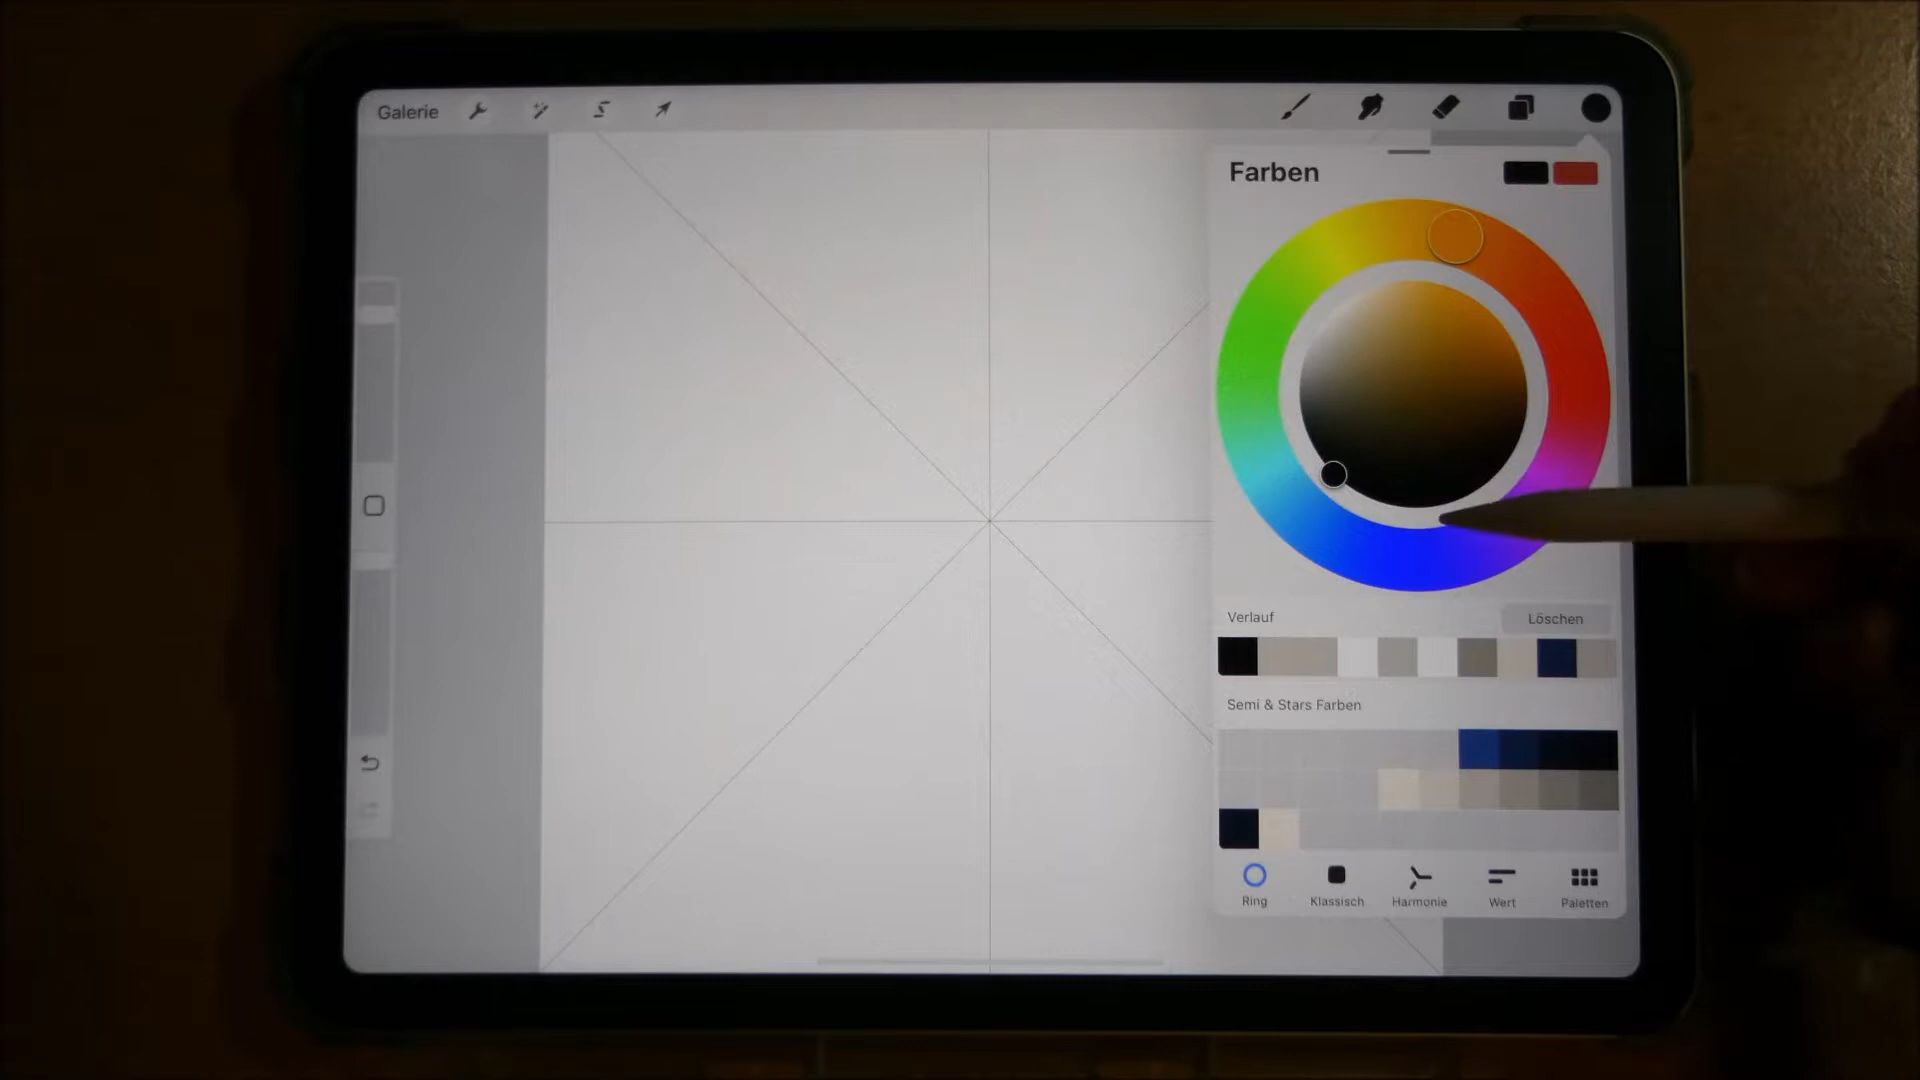 Galerie
Farben
Verlauf
Löschen
Semi & Stars Farben
Ring
Klassisch
Harmonie
Wert
Paletten